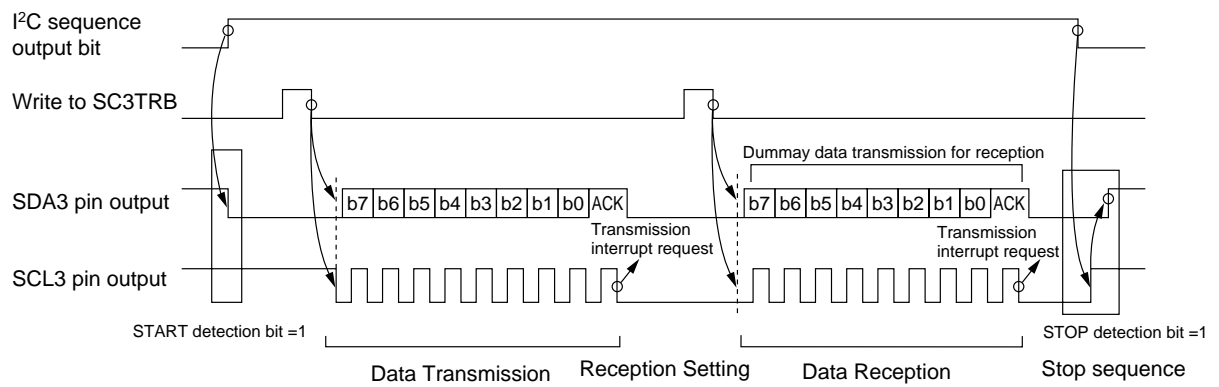 I²C sequence
output bit
Write to SC3TRB
Dummay data transmission for reception
SDA3 pin output
b7 b6 b5 b4 b3 b2 b1 b0 ACK
b7 b6 b5 b4 b3 b2 b1 b0 ACK
Transmission
interrupt request
Transmission
interrupt request
SCL3 pin output
START detection bit =1
STOP detection bit =1
Data Transmission
Reception Setting
Data Reception
Stop sequence